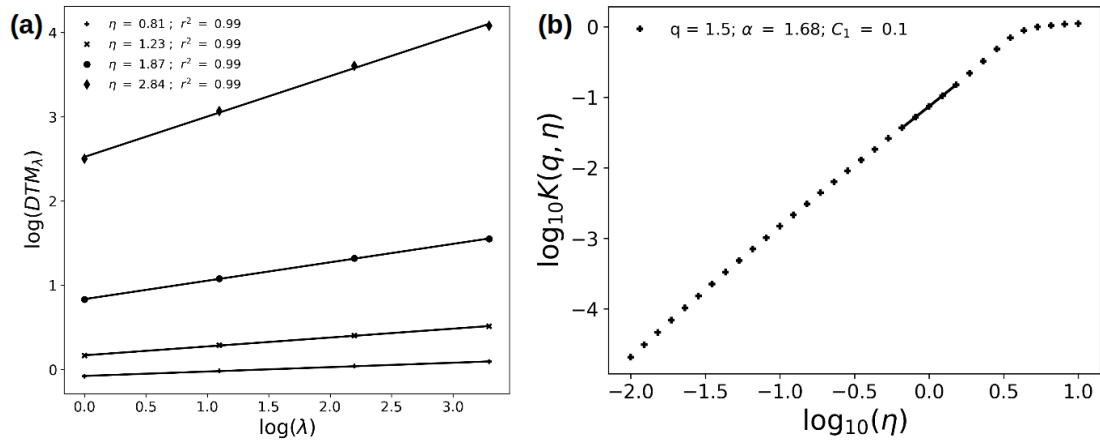 (a)
η = 0.81 ; r² = 0.99
η = 1.23 ; r² = 0.99
η = 1.87 ; r² = 0.99
η = 2.84 ; r² = 0.99
4
3
2
1
0
log(DTM_λ)
0.0 0.5 1.0 1.5 2.0 2.5 3.0
log(λ)
(b)
q = 1.5; α = 1.68; C₁ = 0.1
0
−1
−2
−3
−4
log₁₀K(q, η)
−2.0 −1.5 −1.0 −0.5 0.0 0.5 1.0
log₁₀(η)